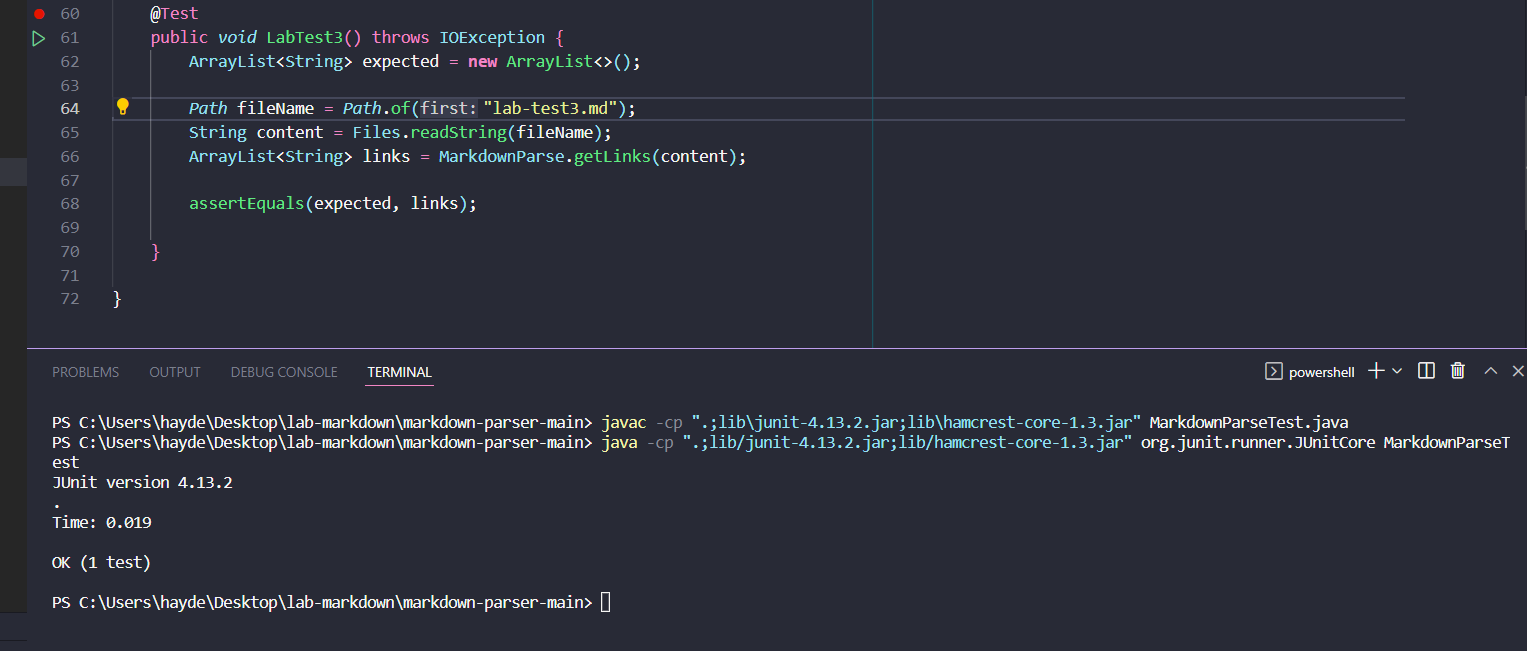 60 @Test
61 public void LabTest3() throws IOException {
62 ArrayList<String> expected = new ArrayList<>();
63
64 Path fileName = Path.of(first: "lab-test3.md");
65 String content = Files.readString(fileName);
66 ArrayList<String> links = MarkdownParse.getLinks(content);
67
68 assertEquals(expected, links);
69
70 }
71
72 }
PROBLEMS OUTPUT DEBUG CONSOLE TERMINAL powershell
PS C:\Users\hayde\Desktop\lab-markdown\markdown-parser-main> javac -cp ".;lib\junit-4.13.2.jar;lib\hamcrest-core-1.3.jar" MarkdownParseTest.java
PS C:\Users\hayde\Desktop\lab-markdown\markdown-parser-main> java -cp ".;lib/junit-4.13.2.jar;lib/hamcrest-core-1.3.jar" org.junit.runner.JUnitCore MarkdownParseT
est
JUnit version 4.13.2
.
Time: 0.019
OK (1 test)
PS C:\Users\hayde\Desktop\lab-markdown\markdown-parser-main>